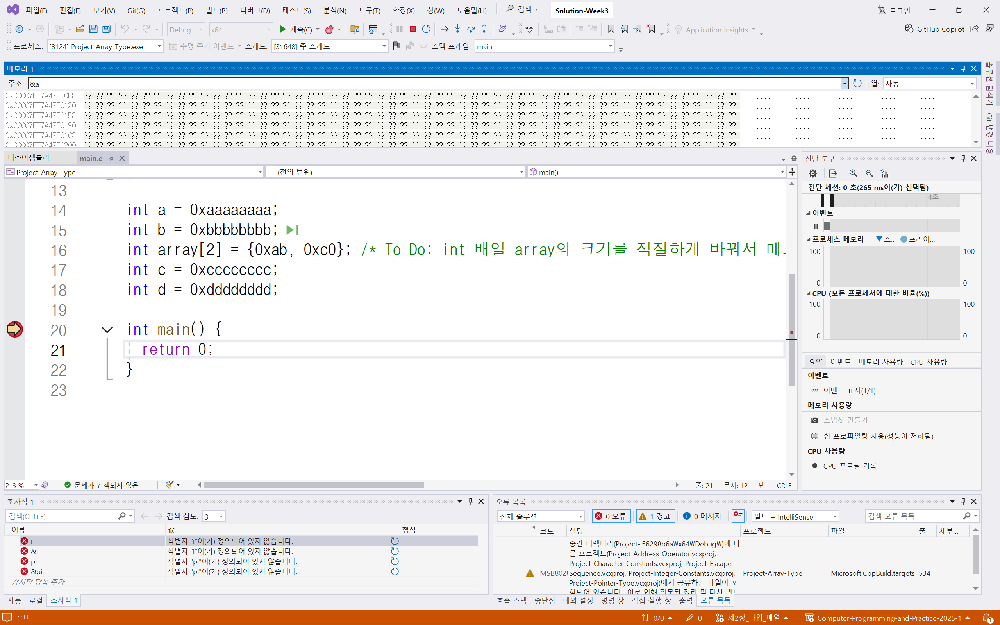 파일(F) 편집(E) 보기(V) Git(G) 프로젝트(P) 빌드(B) 디버그(D) 테스트(S) 분석(N) 도구(T) 확장(X) 창(W) 도움말(H) 검색 Solution-Week3 로그인
Debug x64 계속(C) Application Insights GitHub Copilot
프로세스: [8124] Project-Array-Type.exe 수명 주기 이벤트 스레드: [31648] 주 스레드 스택 프레임: main
메모리 1
주소: &a 열: 자동
0x00007FF7A47EC0E8 ?? ?? ?? ?? ?? ?? ?? ?? ?? ?? ?? ?? ?? ?? ?? ?? ?? ?? ?? ?? ?? ?? ?? ?? ?? ?? ?? ?? ?? ?? ?? ?? ?? ?? ?? ?? ?? ?? ?? ?? ?? ?? ?? ?? ?? ?? ?? ?? ?? ?? ?? ?? ?? ?? ?? ?? ........................................................
0x00007FF7A47EC120 ?? ?? ?? ?? ?? ?? ?? ?? ?? ?? ?? ?? ?? ?? ?? ?? ?? ?? ?? ?? ?? ?? ?? ?? ?? ?? ?? ?? ?? ?? ?? ?? ?? ?? ?? ?? ?? ?? ?? ?? ?? ?? ?? ?? ?? ?? ?? ?? ?? ?? ?? ?? ?? ?? ?? ?? ........................................................
0x00007FF7A47EC158 ?? ?? ?? ?? ?? ?? ?? ?? ?? ?? ?? ?? ?? ?? ?? ?? ?? ?? ?? ?? ?? ?? ?? ?? ?? ?? ?? ?? ?? ?? ?? ?? ?? ?? ?? ?? ?? ?? ?? ?? ?? ?? ?? ?? ?? ?? ?? ?? ?? ?? ?? ?? ?? ?? ?? ?? ........................................................
0x00007FF7A47EC190 ?? ?? ?? ?? ?? ?? ?? ?? ?? ?? ?? ?? ?? ?? ?? ?? ?? ?? ?? ?? ?? ?? ?? ?? ?? ?? ?? ?? ?? ?? ?? ?? ?? ?? ?? ?? ?? ?? ?? ?? ?? ?? ?? ?? ?? ?? ?? ?? ?? ?? ?? ?? ?? ?? ?? ?? ........................................................
0x00007FF7A47EC1C8 ?? ?? ?? ?? ?? ?? ?? ?? ?? ?? ?? ?? ?? ?? ?? ?? ?? ?? ?? ?? ?? ?? ?? ?? ?? ?? ?? ?? ?? ?? ?? ?? ?? ?? ?? ?? ?? ?? ?? ?? ?? ?? ?? ?? ?? ?? ?? ?? ?? ?? ?? ?? ?? ?? ?? ?? ........................................................
0x00007FF7A47EC200 ?? ?? ?? ?? ?? ?? ?? ?? ?? ?? ?? ?? ?? ?? ?? ?? ?? ?? ?? ?? ?? ?? ?? ?? ?? ?? ?? ?? ?? ?? ?? ?? ?? ?? ?? ?? ?? ?? ?? ?? ?? ?? ?? ?? ?? ?? ?? ?? ?? ?? ?? ?? ?? ?? ?? ??
솔루션 탐색기
Git 변경 내용
디스어셈블리 main.c
Project-Array-Type (전역 범위) main()
13
14 int a = 0xaaaaaaaa;
15 int b = 0xbbbbbbbb;
16 int array[2] = {0xab, 0xc0}; /* To Do: int 배열 array의 크기를 적절하게 바꿔서
17 int c = 0xcccccccc;
18 int d = 0xdddddddd;
19
20 int main() {
21 return 0;
22 }
23
213 % 문제가 검색되지 않음 줄: 21 문자: 12 탭 CRLF
진단 도구
진단 세션: 0 초(265 ms이(가) 선택됨)
4초
이벤트
프로세스 메모리 스.. 프라이...
100 100
0 0
CPU (모든 프로세서에 대한 비율(%))
100 100
0 0
요약 이벤트 메모리 사용량 CPU 사용량
이벤트
이벤트 표시(1/1)
메모리 사용량
스냅샷 만들기
힙 프로파일링 사용(성능이 저하됨)
CPU 사용량
CPU 프로필 기록
조사식 1
검색(Ctrl+E) 검색 심도: 3
이름 값 형식
i 식별자 "i"이(가) 정의되어 있지 않습니다.
&i 식별자 "i"이(가) 정의되어 있지 않습니다.
pi 식별자 "pi"이(가) 정의되어 있지 않습니다.
&pi 식별자 "pi"이(가) 정의되어 있지 않습니다.
감시할 항목 추가
자동 로컬 조사식 1
오류 목록
전체 솔루션 0 오류 1 경고 0 메시지 빌드 + IntelliSense 검색 오류 목록
코드 설명 프로젝트 파일 줄 세부...
중간 디렉터리(Project-.56298b6a₩x64₩Debug₩)에 다
른 프로젝트(Project-Address-Operator.vcxproj,
Project-Character-Constants.vcxproj, Project-Escape-
MSB802 Sequence.vcxproj, Project-Integer-Constants.vcxproj, Project-Array-Type Microsoft.CppBuild.targets 534
Project-Pointer-Type.vcxproj)에서 공유하는 파일이 포
함되어 있습니다. 이로 인해 잘못된 정리 및 다시 빌드
호출 스택 중단점 예외 설정 명령 창 직접 실행 창 출력 오류 목록
준비 0/0 0 제2장_타입_배열 Computer-Programming-and-Practice-2025-1 1